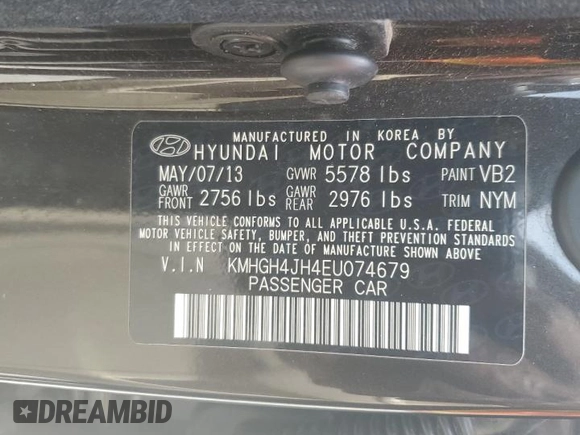 MANUFACTURED IN KOREA BY
HYUNDAI MOTOR COMPANY
MAY/07/13 GVWR 5578 lbs PAINT VB2
GAWR FRONT 2756 lbs GAWR REAR 2976 lbs TRIM NYM
THIS VEHICLE CONFORMS TO ALL APPLICABLE U.S.A. FEDERAL
MOTOR VEHICLE SAFETY, BUMPER, AND THEFT PREVENTION STANDARDS
IN EFFECT ON THE DATE OF MANUFACTURE SHOWN ABOVE
V.I.N KMHGH4JH4EU074679
PASSENGER CAR
DREAMBID